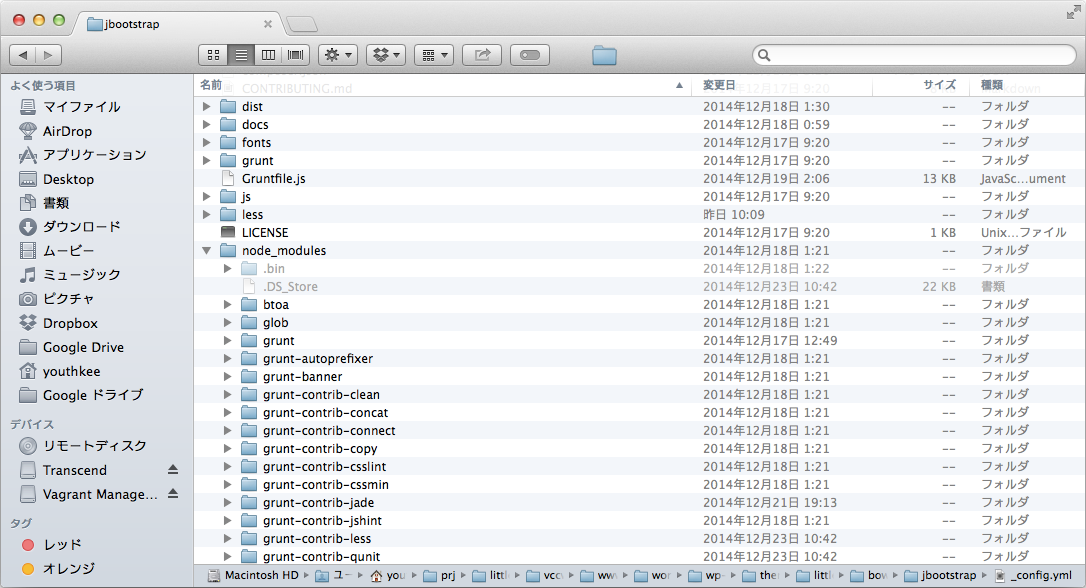 jbootstrap
よく使う項目
マイファイル
AirDrop
アプリケーション
Desktop
書類
ダウンロード
ムービー
ミュージック
ピクチャ
Dropbox
Google Drive
youthkee
Google ドライブ
デバイス
リモートディスク
Transcend
Vagrant Manage...
タグ
レッド
オレンジ
名前 変更日 サイズ 種類
CONTRIBUTING.md
dist 2014年12月18日 1:30 -- フォルダ
docs 2014年12月18日 0:59 -- フォルダ
fonts 2014年12月17日 9:20 -- フォルダ
grunt 2014年12月17日 9:20 -- フォルダ
Gruntfile.js 2014年12月19日 2:06 13 KB JavaSc...ument
js 2014年12月17日 9:20 -- フォルダ
less 昨日 10:09 -- フォルダ
LICENSE 2014年12月17日 9:20 1 KB Unix...ファイル
node_modules 2014年12月18日 1:21 -- フォルダ
.bin 2014年12月18日 1:22 -- フォルダ
.DS_Store 2014年12月23日 10:42 22 KB 書類
btoa 2014年12月18日 1:21 -- フォルダ
glob 2014年12月18日 1:21 -- フォルダ
grunt 2014年12月17日 12:49 -- フォルダ
grunt-autoprefixer 2014年12月18日 1:21 -- フォルダ
grunt-banner 2014年12月18日 1:21 -- フォルダ
grunt-contrib-clean 2014年12月18日 1:21 -- フォルダ
grunt-contrib-concat 2014年12月18日 1:21 -- フォルダ
grunt-contrib-connect 2014年12月18日 1:21 -- フォルダ
grunt-contrib-copy 2014年12月18日 1:21 -- フォルダ
grunt-contrib-csslint 2014年12月18日 1:21 -- フォルダ
grunt-contrib-cssmin 2014年12月18日 1:21 -- フォルダ
grunt-contrib-jade 2014年12月21日 19:13 -- フォルダ
grunt-contrib-jshint 2014年12月18日 1:21 -- フォルダ
grunt-contrib-less 2014年12月23日 10:42 -- フォルダ
grunt-contrib-qunit 2014年12月23日 10:42 -- フォルダ
Macintosh HD ユー you prj littl vcc ww wor wp- the littl bow jbootstrap _config.yml